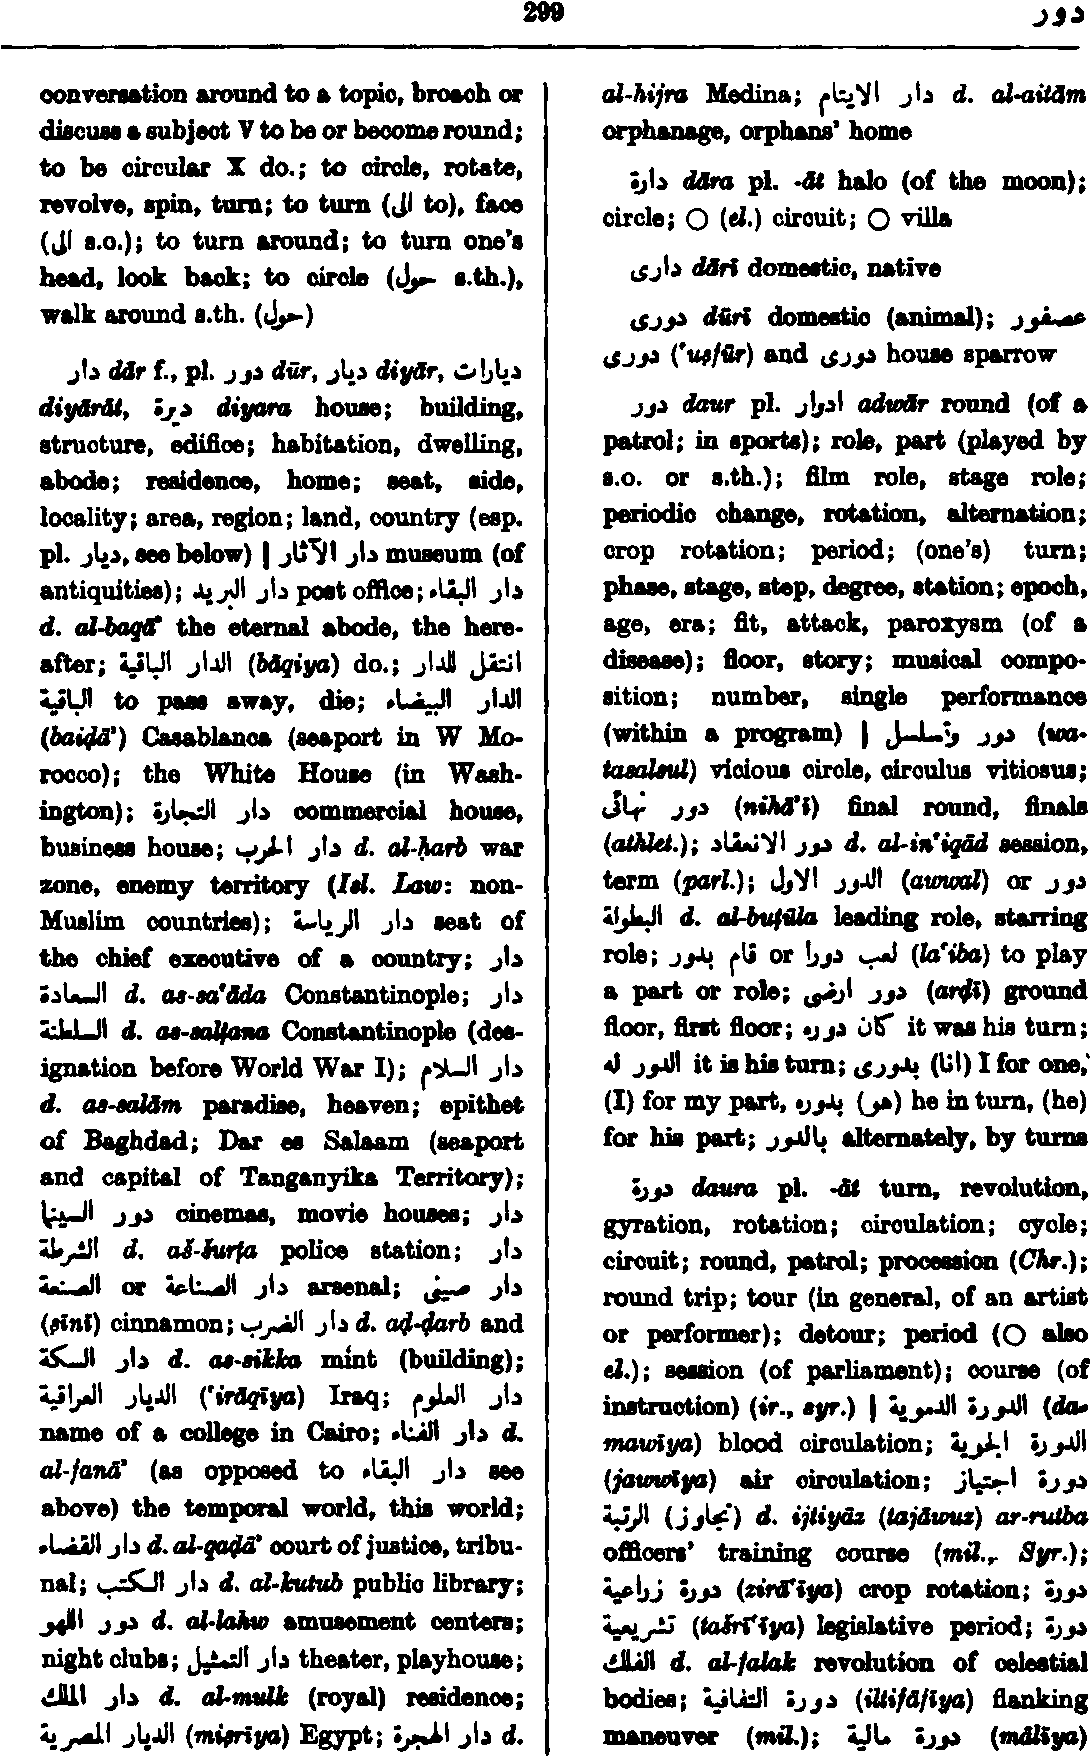 299
دور
conversation around to a topic, broach or
discuss a subject V to be or become round;
to be circular X do.; to circle, rotate,
revolve, spin, turn; to turn (الى to), face
(الى s.o.); to turn around; to turn one's
head, look back; to circle (حول s.th.),
walk around s.th. (حول)
دار dār f., pl. دور dūr, ديار diyār, ديارات
diyārāt, ديرة diyara house; building,
structure, edifice; habitation, dwelling,
abode; residence, home; seat, side,
locality; area, region; land, country (esp.
pl. ديار, see below) | دار الآثار museum (of
antiquities); دار البريد post office; دار البقاء
d. al-baqā' the eternal abode, the here-
after; الدار الباقية (bāqiya) do.; انتقل للدار
الباقية to pass away, die; الدار البيضاء
(baiḍā') Casablanca (seaport in W Mo-
rocco); the White House (in Wash-
ington); دار التجارة commercial house,
business house; دار الحرب d. al-ḥarb war
zone, enemy territory (Isl. Law: non-
Muslim countries); دار الرياسة seat of
the chief executive of a country; دار
السعادة d. as-sa'āda Constantinople; دار
السلطنة d. as-salṭana Constantinople (des-
ignation before World War I); دار السلام
d. as-salām paradise, heaven; epithet
of Baghdad; Dar es Salaam (seaport
and capital of Tanganyika Territory);
دور السينما cinemas, movie houses; دار
الشرطة d. aš-šurṭa police station; دار
الصناعة or دار الصنعة arsenal; دار صينى
(ṣīnī) cinnamon; دار الضرب d. aḍ-ḍarb and
دار السكة d. as-sikka mint (building);
الديار العراقية ('irāqīya) Iraq; دار العلوم
name of a college in Cairo; دار الفناء d.
al-fanā' (as opposed to دار البقاء see
above) the temporal world, this world;
دار القضاء d. al-qaḍā' court of justice, tribu-
nal; دار الكتب d. al-kutub public library;
دور اللهو d. al-lahw amusement centers;
night clubs; دار التمثيل theater, playhouse;
دار الملك d. al-mulk (royal) residence;
الديار المصرية (miṣrīya) Egypt; دار الهجرة d.
al-hijra Medina; دار الايتام d. al-aitām
orphanage, orphans' home
دارة dāra pl. -āt halo (of the moon);
circle; ○ (el.) circuit; ○ villa
دارى dārī domestic, native
دورى dūrī domestic (animal); عصفور
دورى ('uṣfūr) and دورى house sparrow
دور daur pl. ادوار adwār round (of a
patrol; in sports); role, part (played by
s.o. or s.th.); film role, stage role;
periodic change, rotation, alternation;
crop rotation; period; (one's) turn;
phase, stage, step, degree, station; epoch,
age, era; fit, attack, paroxysm (of a
disease); floor, story; musical compo-
sition; number, single performance
(within a program) | دور وتسلسل (wa-
tasalsul) vicious circle, circulus vitiosus;
دور نهائى (nihā'ī) final round, finals
(athlet.); دور الانعقاد d. al-in'iqād session,
term (parl.); الدور الاول (awwal) or دور
البطولة d. al-buṭūla leading role, starring
role; قام بدور or لعب دورا (la'iba) to play
a part or role; دور ارضى (arḍī) ground
floor, first floor; كان دوره it was his turn;
الدور له it is his turn; بدورى (انا) I for one,
(I) for my part, بدوره (هو) he in turn, (he)
for his part; بالدور alternately, by turns
دورة daura pl. -āt turn, revolution,
gyration, rotation; circulation; cycle;
circuit; round, patrol; procession (Chr.);
round trip; tour (in general, of an artist
or performer); detour; period (○ also
el.); session (of parliament); course (of
instruction) (ir., syr.) | الدورة الدموية (da-
mawīya) blood circulation; الدورة الجوية
(jawwīya) air circulation; دورة اجتياز
(تجاوز) الرتبة d. ijtiyāz (tajāwuz) ar-rutba
officers' training course (mil., Syr.);
دورة زراعية (zirā'īya) crop rotation; دورة
تشريعية (tašrī'īya) legislative period; دورة
الفلك d. al-falak revolution of celestial
bodies; دورة التفافية (iltifāfīya) flanking
maneuver (mil.); دورة مالية (mālīya)